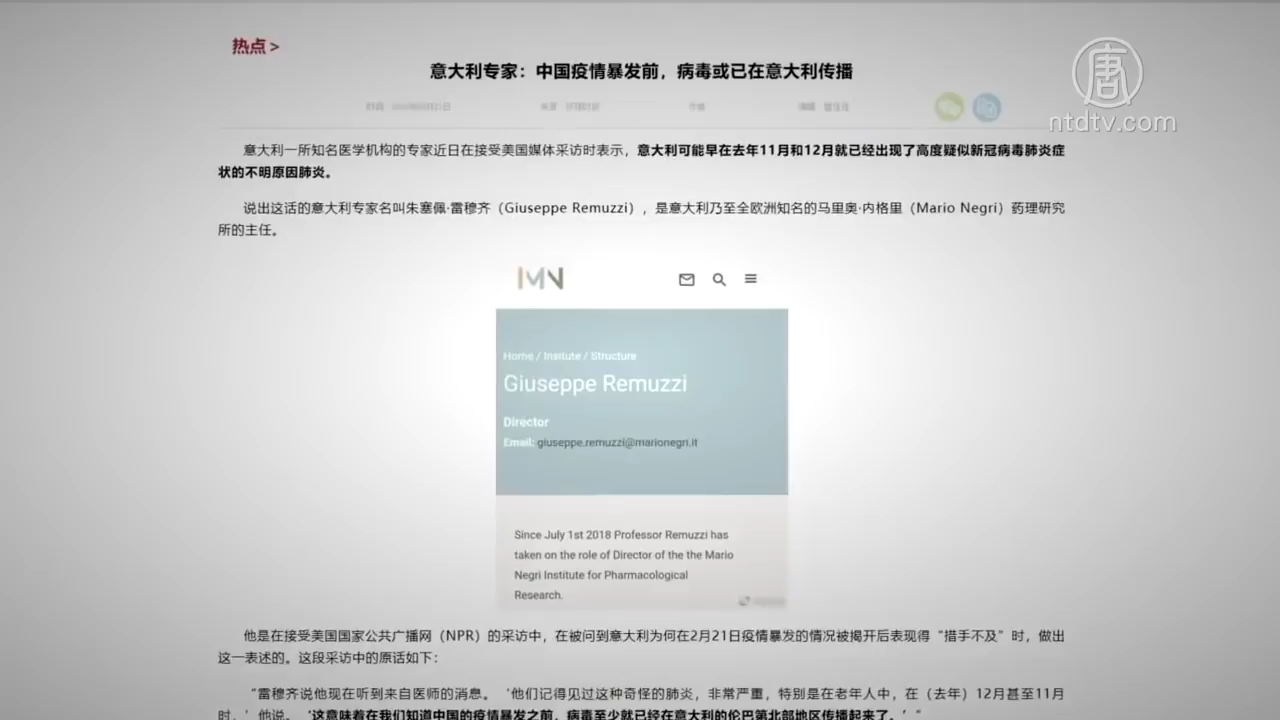 热点 >
意大利专家：中国疫情暴发前，病毒或已在意大利传播
唐
ntdtv.com
意大利一所知名医学机构的专家近日在接受美国媒体采访时表示，意大利可能早在去年11月和12月就已经出现了高度疑似新冠病毒肺炎症
状的不明原因肺炎。
说出这话的意大利专家名叫朱塞佩·雷穆齐（Giuseppe Remuzzi），是意大利乃至全欧洲知名的马里奥·内格里（Mario Negri）药理研究
所的主任。
IMN
Home / Insitute / Structure
Giuseppe Remuzzi
Director
Email: giuseppe.remuzzi@marionegri.it
Since July 1st 2018 Professor Remuzzi has
taken on the role of Director of the the Mario
Negri Institute for Pharmacological
Research.
他是在接受美国国家公共广播网（NPR）的采访中，在被问到意大利为何在2月21日疫情暴发的情况被揭开后表现得“措手不及”时，做出
这一表述的。这段采访中的原话如下：
“雷穆齐说他现在听到来自医师的消息。‘他们记得见过这种奇怪的肺炎，非常严重，特别是在老年人中，在（去年）12月甚至11月
时，’他说。‘这意味着在我们知道中国的疫情暴发之前，病毒至少就已经在意大利的伦巴第北部地区传播起来了。’”